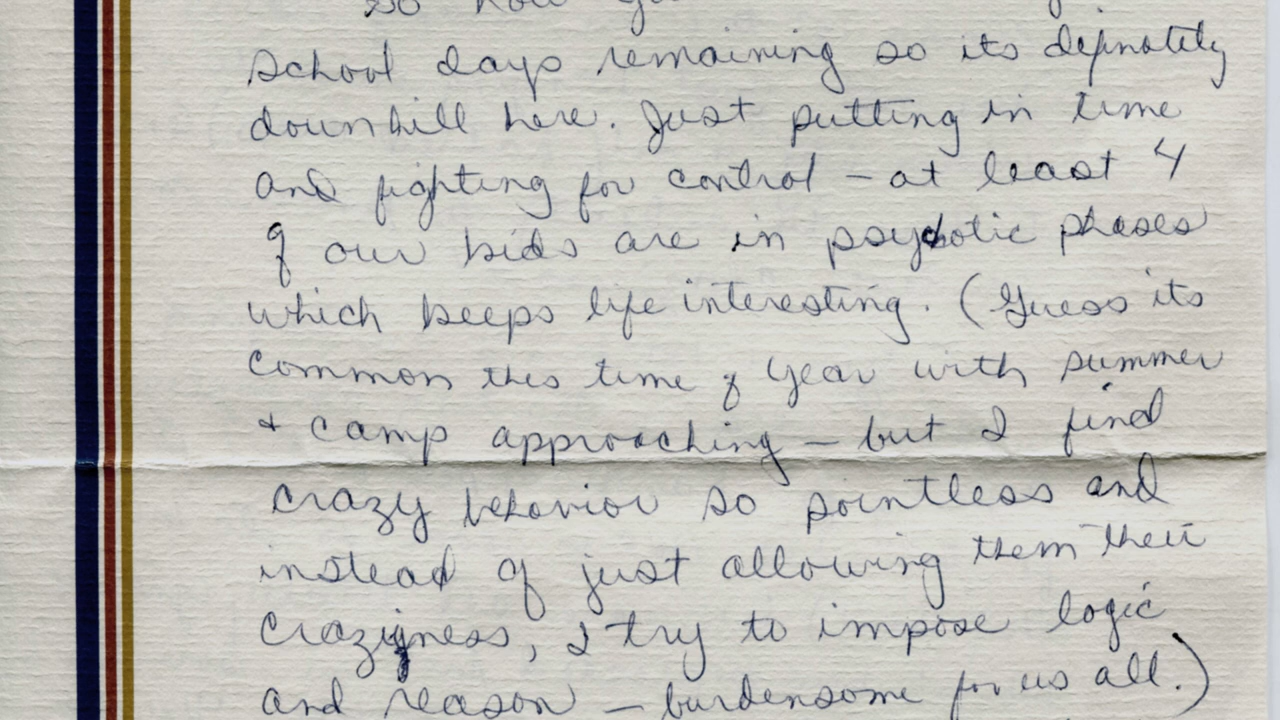 so now
school days remaining so its definately
downhill here. Just putting in time
and fighting for control – at least 4
of our kids are in psychotic phases
which keeps life interesting. (Guess its
common this time of year with summer
+ camp approaching – but I find
crazy behavior so pointless and
instead of just allowing them their
craziness, I try to impose logic
and reason – burdensome for us all.)